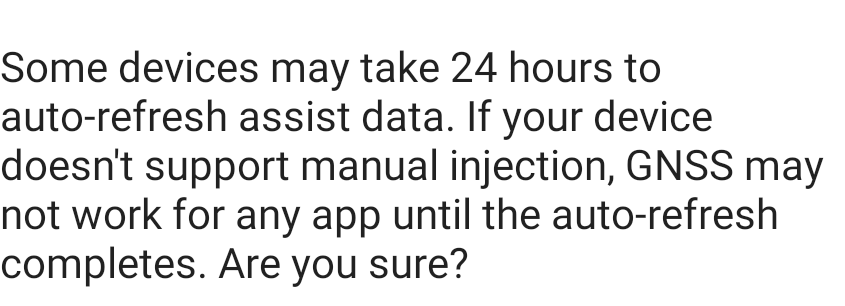 Some devices may take 24 hours to
auto-refresh assist data. If your device
doesn't support manual injection, GNSS may
not work for any app until the auto-refresh
completes. Are you sure?